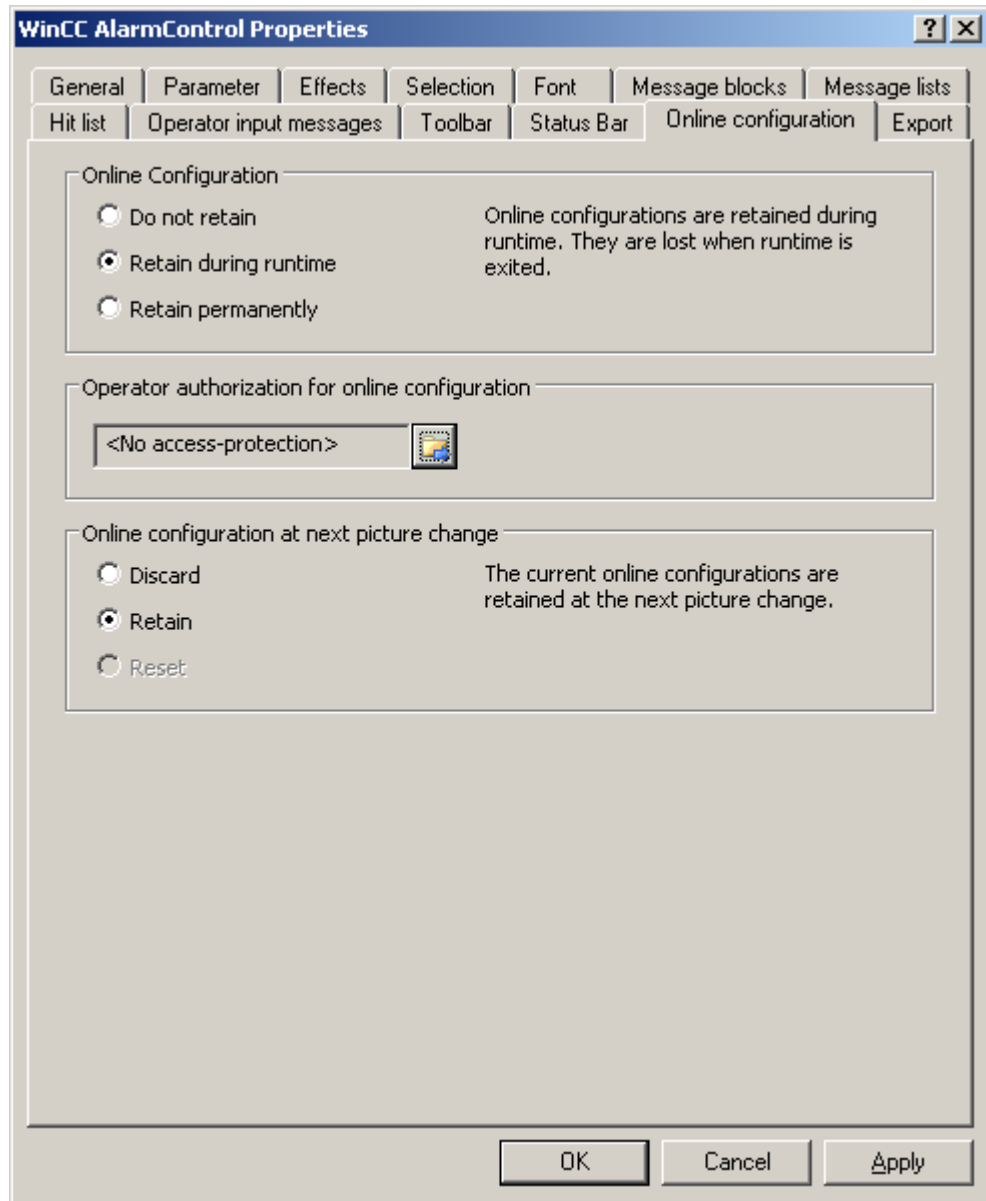 WinCC AlarmControl Properties
General Parameter Effects Selection Font Message blocks Message lists
Hit list Operator input messages Toolbar Status Bar Online configuration Export
Online Configuration
Do not retain
Retain during runtime
Retain permanently
Online configurations are retained during
runtime. They are lost when runtime is
exited.
Operator authorization for online configuration
<No access-protection>
Online configuration at next picture change
Discard
Retain
Reset
The current online configurations are
retained at the next picture change.
OK Cancel Apply